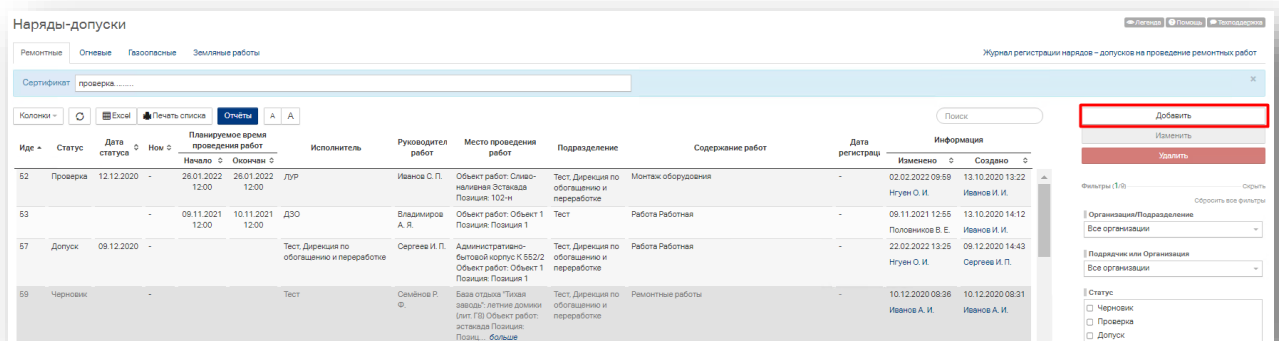 Наряды-допуски
Легенда Помощь Техподдержка
Ремонтные Огневые Газоопасные Земляные работы
Журнал регистрации нарядов – допусков на проведение ремонтных работ
Сертификат проверка.........
Колонки Excel Печать списка Отчёты A A
Поиск
Добавить
Изменить
Удалить
Иде Статус Дата статуса Ном Планируемое время проведения работ Начало Окончан Исполнитель Руководител работ Место проведения работ Подразделение Содержание работ Дата регистраци Информация Изменено Создано
52 Проверка 12.12.2020 - 26.01.2022 26.01.2022 ЛУР Иванов С. П. Объект работ: Сливо- Тест, Дирекция по Монтаж оборудовния - 02.02.2022 09:59 13.10.2020 13:22
12:00 12:00 наливная Эстакада обогащению и Нгуен О. И. Иванов И. И.
Позиция: 102-н переработке
53 - 09.11.2021 10.11.2021 ДЗО Владимиров Объект работ: Объект 1 Тест Работа Работная - 09.11.2021 12:55 13.10.2020 14:12
12:00 12:00 А. Я. Позиция: Позиция 1 Половников В. Е. Иванов И. И.
57 Допуск 09.12.2020 - Тест, Дирекция по Сергеев И. П. Административно- Тест, Дирекция по Работа Работная - 22.02.2022 13:25 09.12.2020 14:43
обогащению и переработке бытовой корпус К 552/2 обогащению и Нгуен О. И. Сергеев И. П.
Объект работ: Объект 1 переработке
Позиция: Позиция 1
59 Черновик - Тест Семёнов Р. База отдыха "Тихая Тест, Дирекция по Ремонтные работы - 10.12.2020 08:36 10.12.2020 08:31
Ф. заводь": летние домики обогащению и Иванов А. И. Иванов А. И.
(лит. ГВ) Объект работ: переработке
эстакада Позиция:
Позиц... больше
Фильтры (1/9) Скрыть
Сбросить все фильтры
Организация/Подразделение
Все организации
Подрядчик или Организация
Все организации
Статус
Черновик
Проверка
Допуск